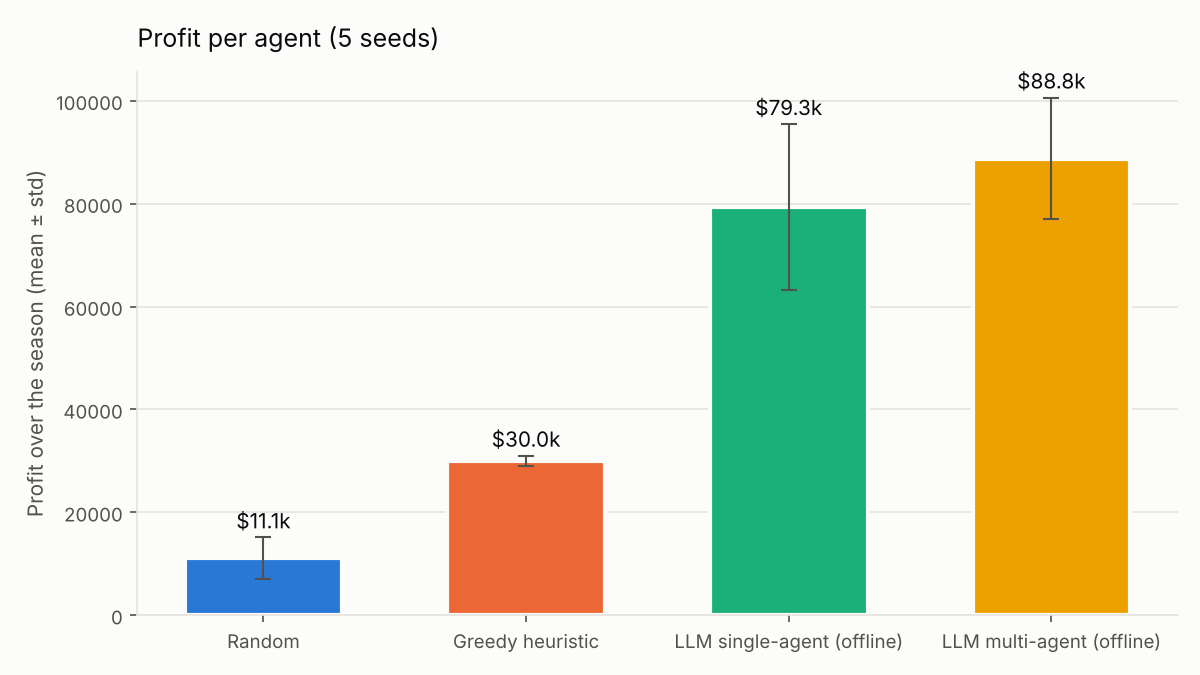 Profit per agent (5 seeds)
Profit over the season (mean ± std)
100000
80000
60000
40000
20000
0
$11.1k
$30.0k
$79.3k
$88.8k
Random
Greedy heuristic
LLM single-agent (offline)
LLM multi-agent (offline)